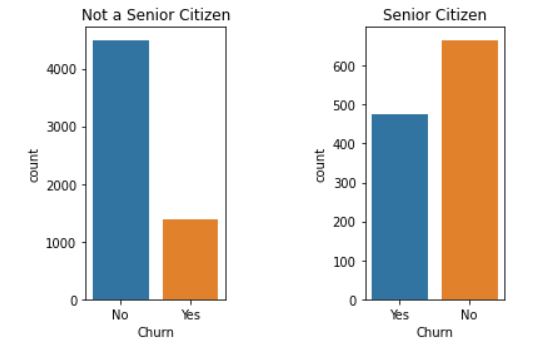 Not a Senior Citizen
4000
3000
2000
1000
0
count
No Yes
Churn
Senior Citizen
600
500
400
300
200
100
0
count
Yes No
Churn